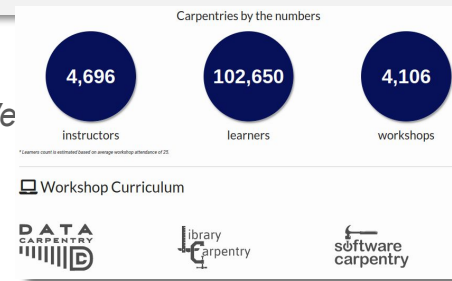 Carpentries by the numbers
4,696
102,650
4,106
instructors
learners
workshops
* Learners count is estimated based on average workshop attendance of 25.
Workshop Curriculum
DATA
CARPENTRY
library
carpentry
software
carpentry